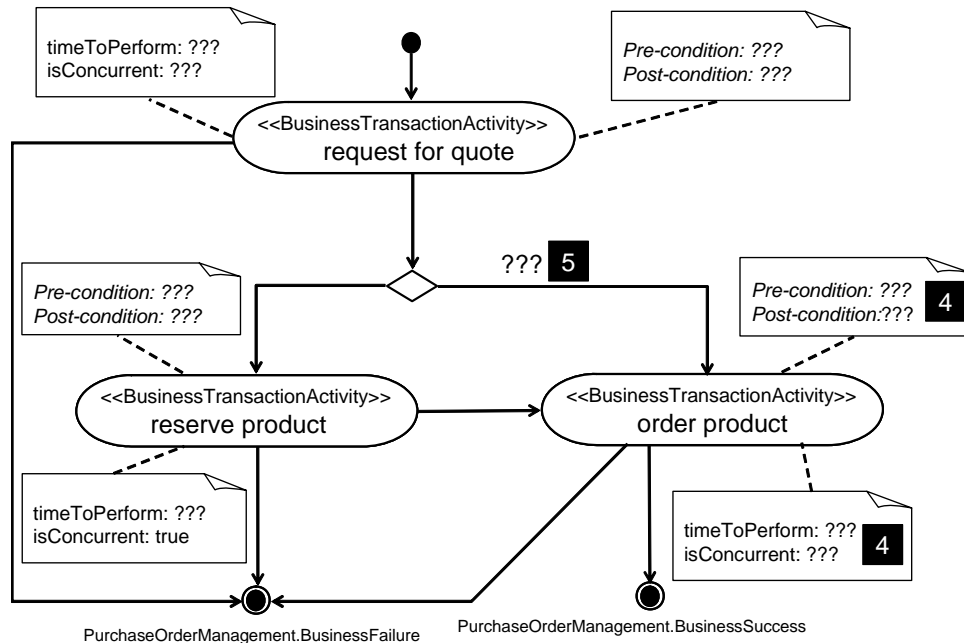 timeToPerform: ???
isConcurrent: ???
Pre-condition: ???
Post-condition: ???
<<BusinessTransactionActivity>>
request for quote
??? 5
Pre-condition: ???
Post-condition: ???
Pre-condition: ???
Post-condition:??? 4
<<BusinessTransactionActivity>>
reserve product
<<BusinessTransactionActivity>>
order product
timeToPerform: ???
isConcurrent: true
timeToPerform: ???
isConcurrent: ??? 4
PurchaseOrderManagement.BusinessFailure
PurchaseOrderManagement.BusinessSuccess